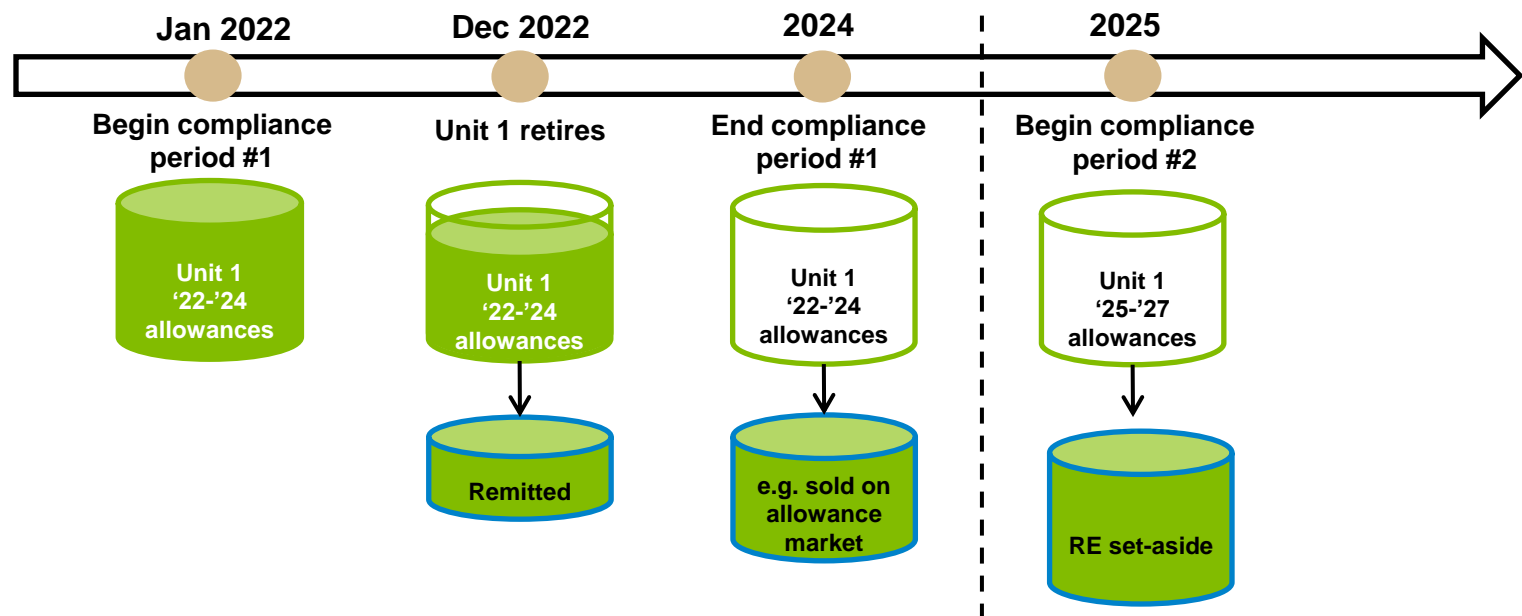 Jan 2022
Dec 2022
2024
2025
Begin compliance
period #1
Unit 1 retires
End compliance
period #1
Begin compliance
period #2
Unit 1
‘22-’24
allowances
Unit 1
‘22-’24
allowances
Unit 1
‘22-’24
allowances
Unit 1
‘25-’27
allowances
Remitted
e.g. sold on
allowance
market
RE set-aside